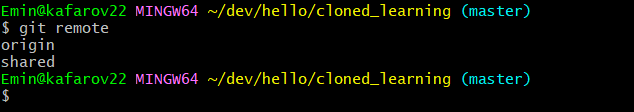 Emin@kafarov22 MINGW64 ~/dev/hello/cloned_learning (master)
$ git remote
origin
shared
Emin@kafarov22 MINGW64 ~/dev/hello/cloned_learning (master)
$